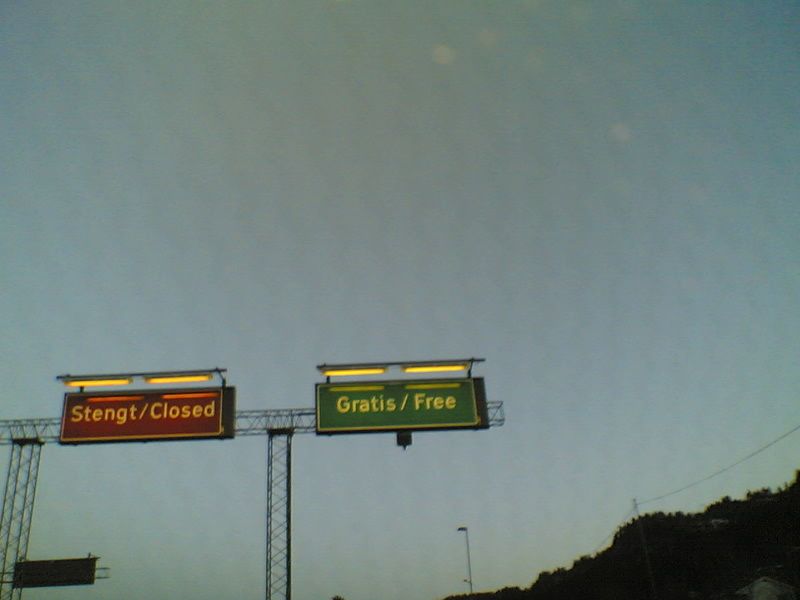 Stengt/Closed
Gratis / Free